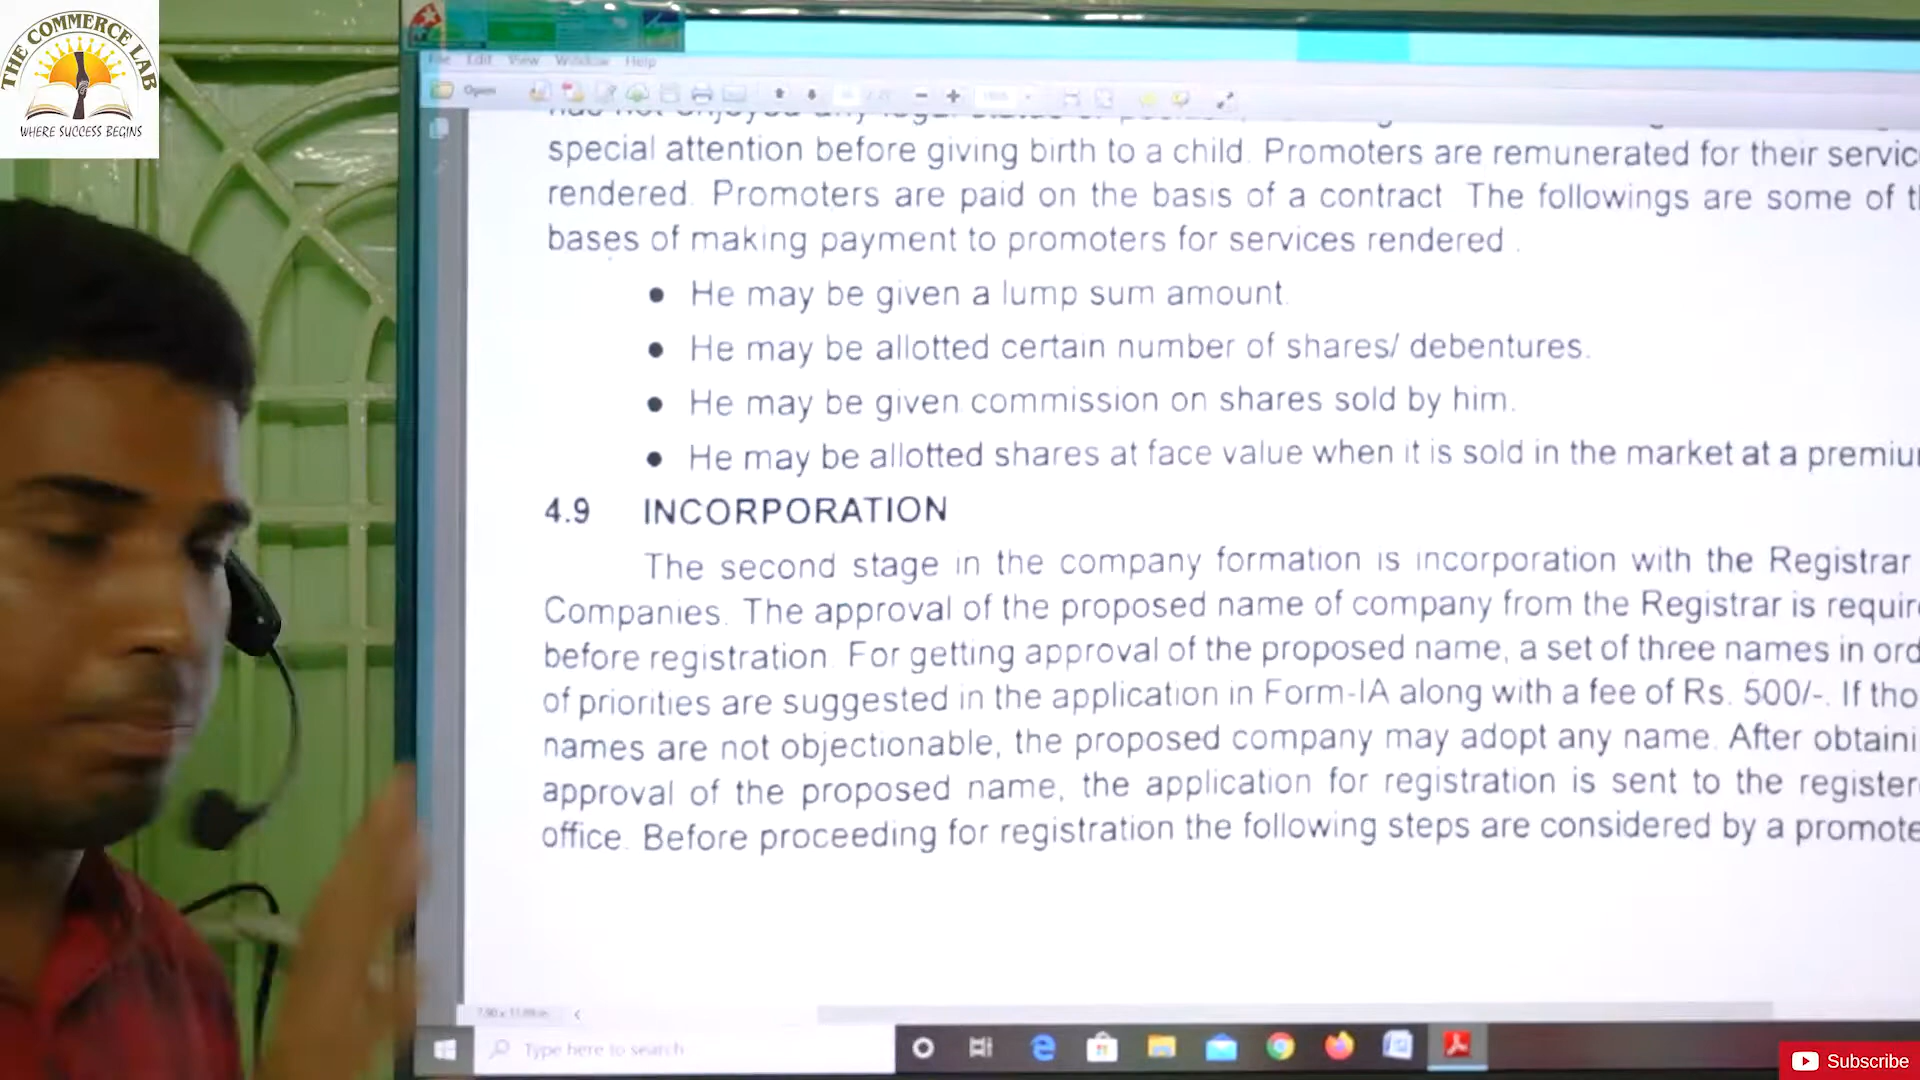 THE COMMERCE LAB
WHERE SUCCESS BEGINS
File Edit View Window Help
Open
special attention before giving birth to a child. Promoters are remunerated for their
rendered. Promoters are paid on the basis of a contract The followings are some of
bases of making payment to promoters for services rendered .
• He may be given a lump sum amount.
• He may be allotted certain number of shares/ debentures.
• He may be given commission on shares sold by him.
• He may be allotted shares at face value when it is sold in the market at a
4.9 INCORPORATION
The second stage in the company formation is incorporation with the Registrar
Companies. The approval of the proposed name of company from the Registrar is
before registration. For getting approval of the proposed name, a set of three names in
of priorities are suggested in the application in Form-IA along with a fee of Rs. 500/-. If
names are not objectionable, the proposed company may adopt any name. After
approval of the proposed name, the application for registration is sent to the
office. Before proceeding for registration the following steps are considered by a
Type here to search
Subscribe